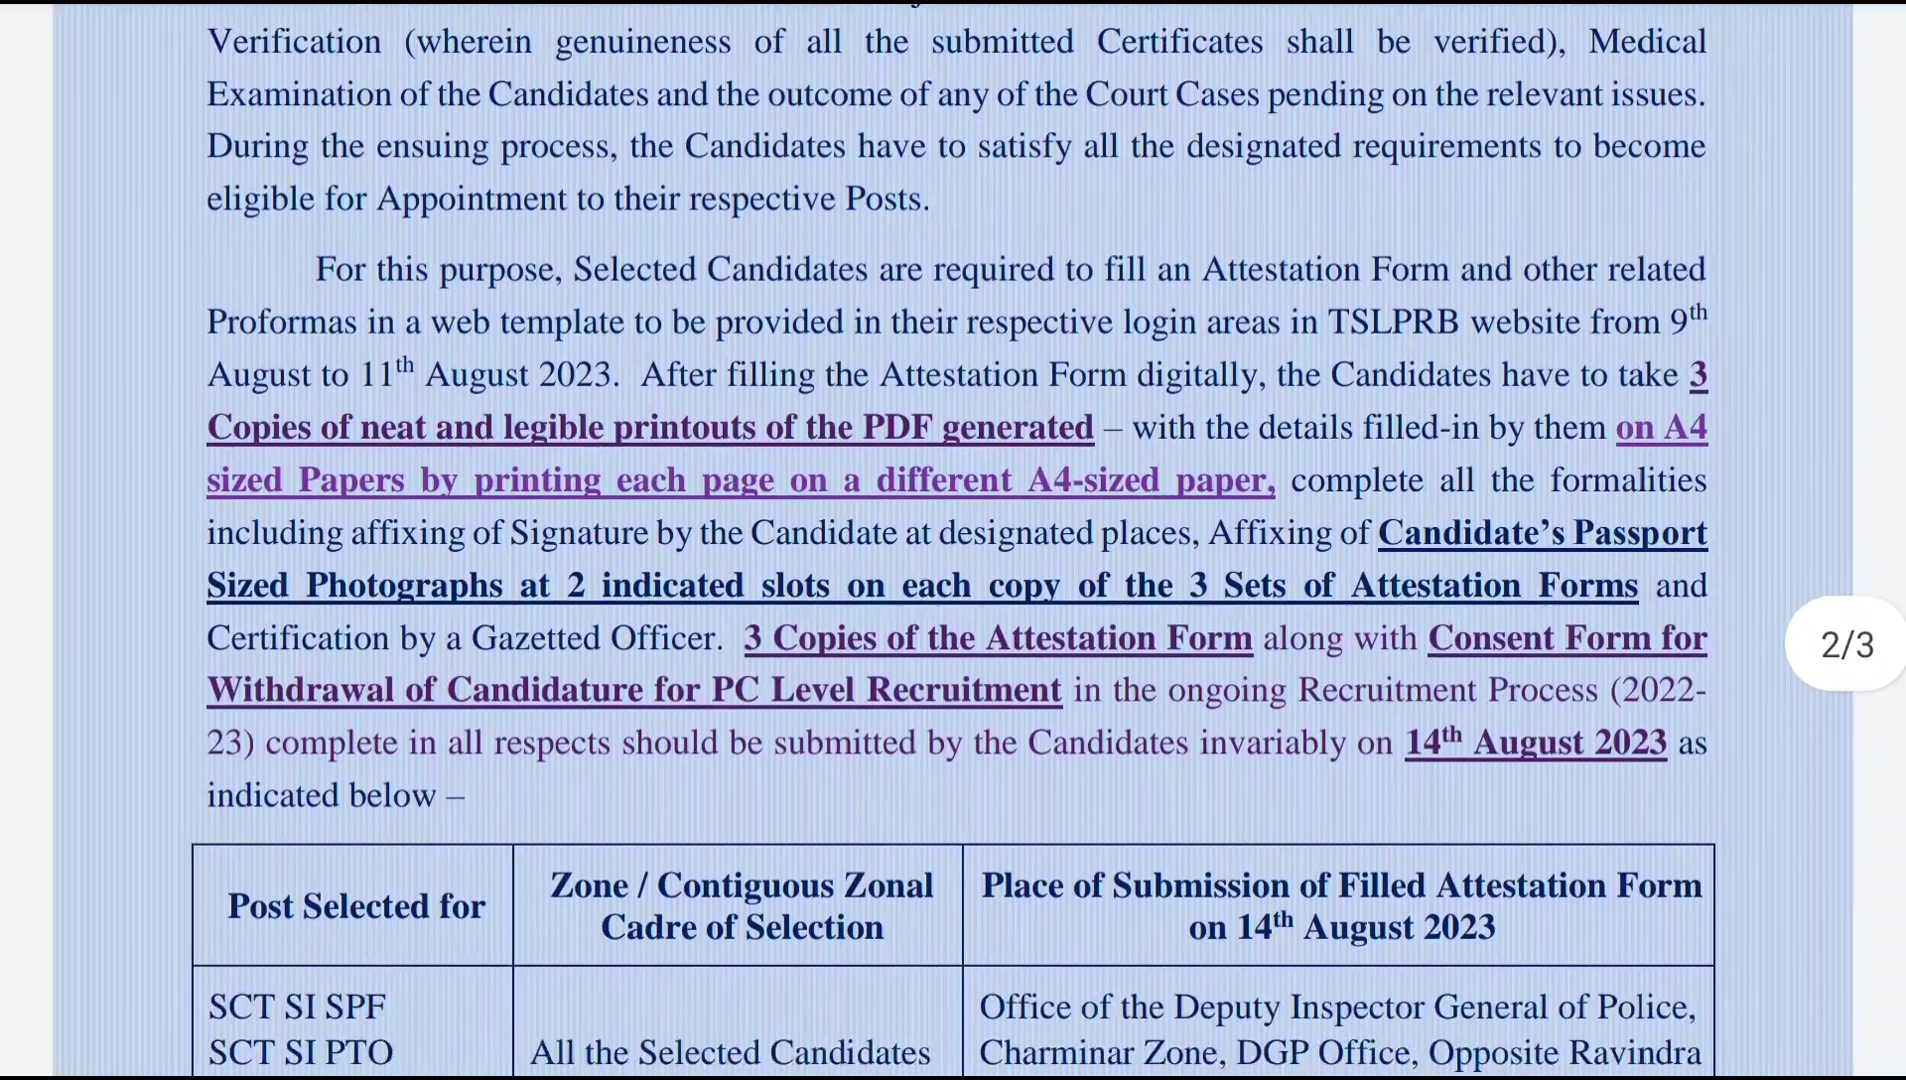 Verification (wherein genuineness of all the submitted Certificates shall be verified), Medical
Examination of the Candidates and the outcome of any of the Court Cases pending on the relevant issues.
During the ensuing process, the Candidates have to satisfy all the designated requirements to become
eligible for Appointment to their respective Posts.
For this purpose, Selected Candidates are required to fill an Attestation Form and other related
Proformas in a web template to be provided in their respective login areas in TSLPRB website from 9th
August to 11th August 2023. After filling the Attestation Form digitally, the Candidates have to take 3
Copies of neat and legible printouts of the PDF generated – with the details filled-in by them on A4
sized Papers by printing each page on a different A4-sized paper, complete all the formalities
including affixing of Signature by the Candidate at designated places, Affixing of Candidate’s Passport
Sized Photographs at 2 indicated slots on each copy of the 3 Sets of Attestation Forms and
Certification by a Gazetted Officer. 3 Copies of the Attestation Form along with Consent Form for
Withdrawal of Candidature for PC Level Recruitment in the ongoing Recruitment Process (2022-
23) complete in all respects should be submitted by the Candidates invariably on 14th August 2023 as
indicated below –
2/3
Post Selected for
Zone / Contiguous Zonal
Cadre of Selection
Place of Submission of Filled Attestation Form
on 14th August 2023
SCT SI SPF
SCT SI PTO
All the Selected Candidates
Office of the Deputy Inspector General of Police,
Charminar Zone, DGP Office, Opposite Ravindra